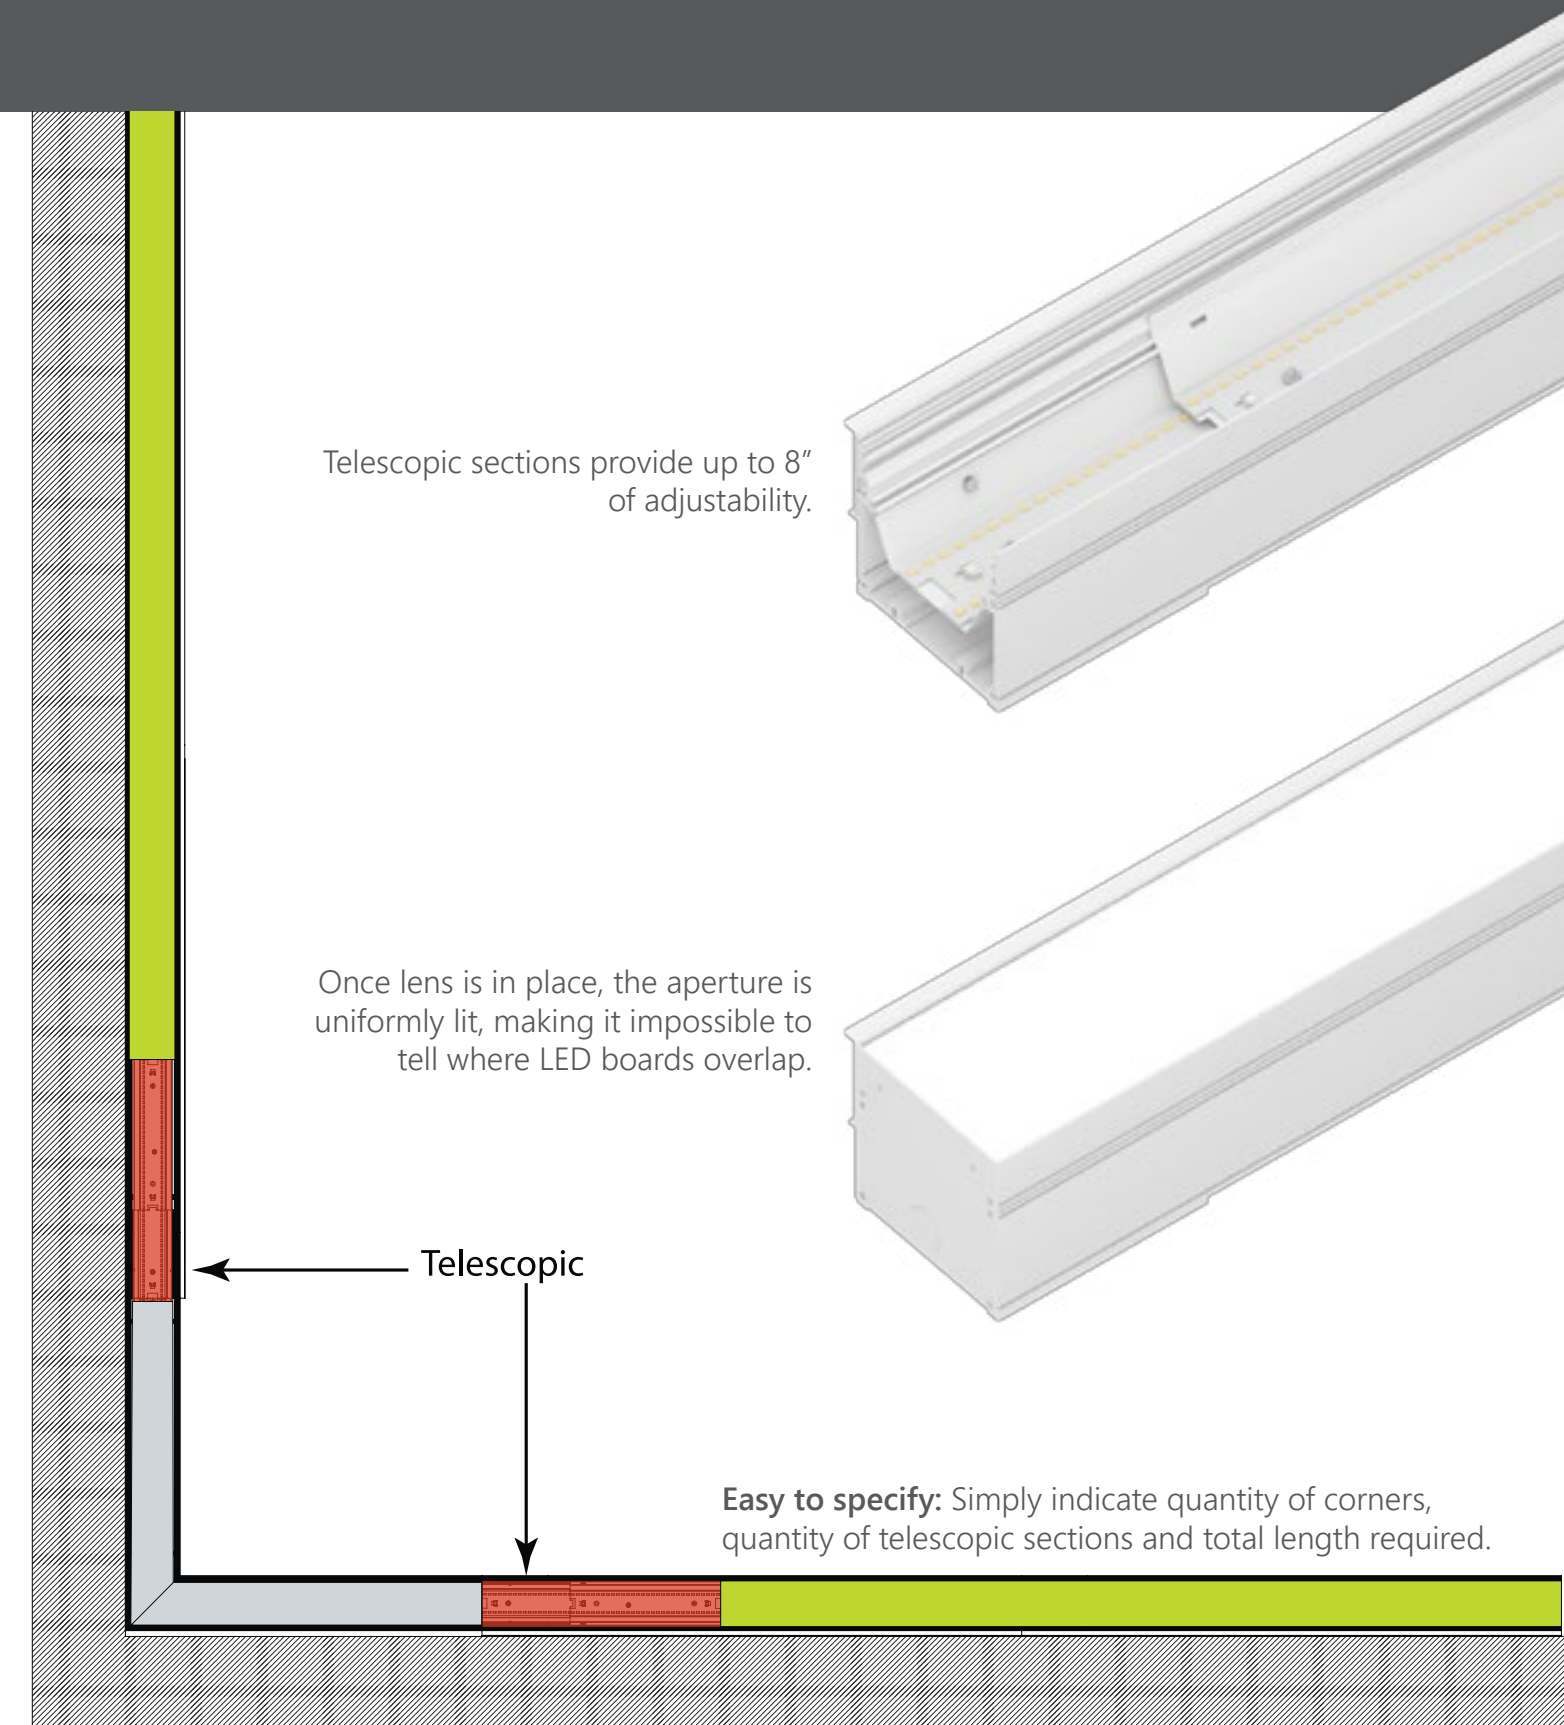 Telescopic sections provide up to 8”
of adjustability.
Once lens is in place, the aperture is
uniformly lit, making it impossible to
tell where LED boards overlap.
Telescopic
Easy to specify: Simply indicate quantity of corners,
quantity of telescopic sections and total length required.